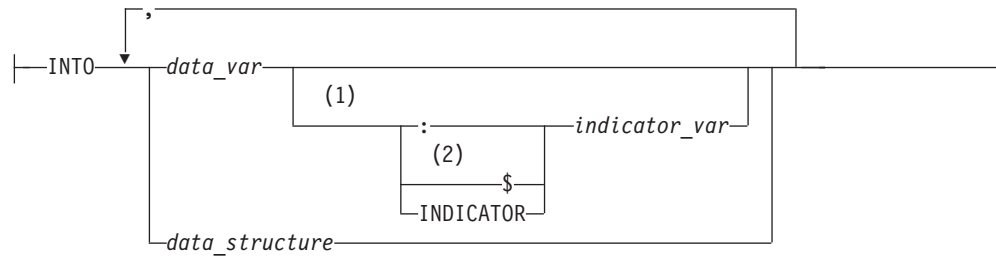 ,
INTO data_var
(1)
: indicator_var
(2)
$
INDICATOR
data_structure